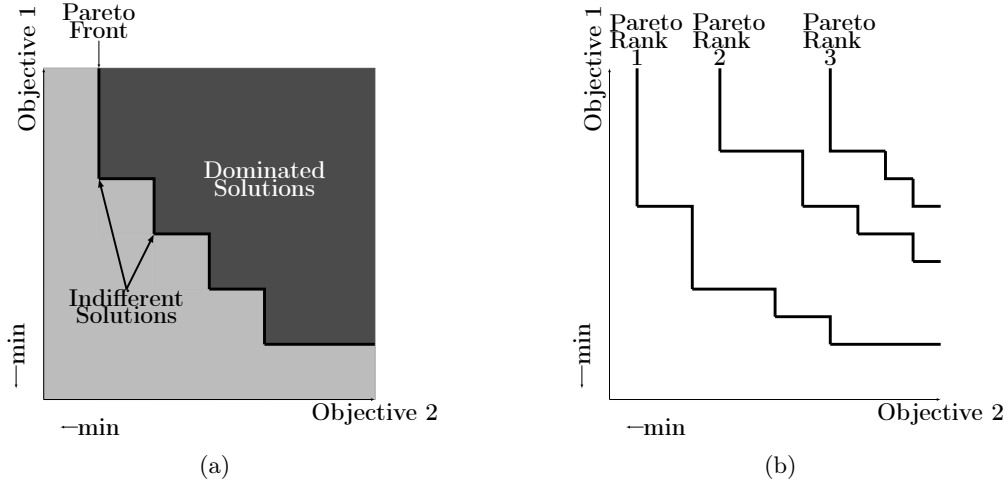 Objective 1
Pareto
Front
Dominated
Solutions
Indifferent
Solutions
←min
Objective 2
←min
(a)
Objective 1
Pareto
Rank
1
Pareto
Rank
2
Pareto
Rank
3
←min
Objective 2
←min
(b)